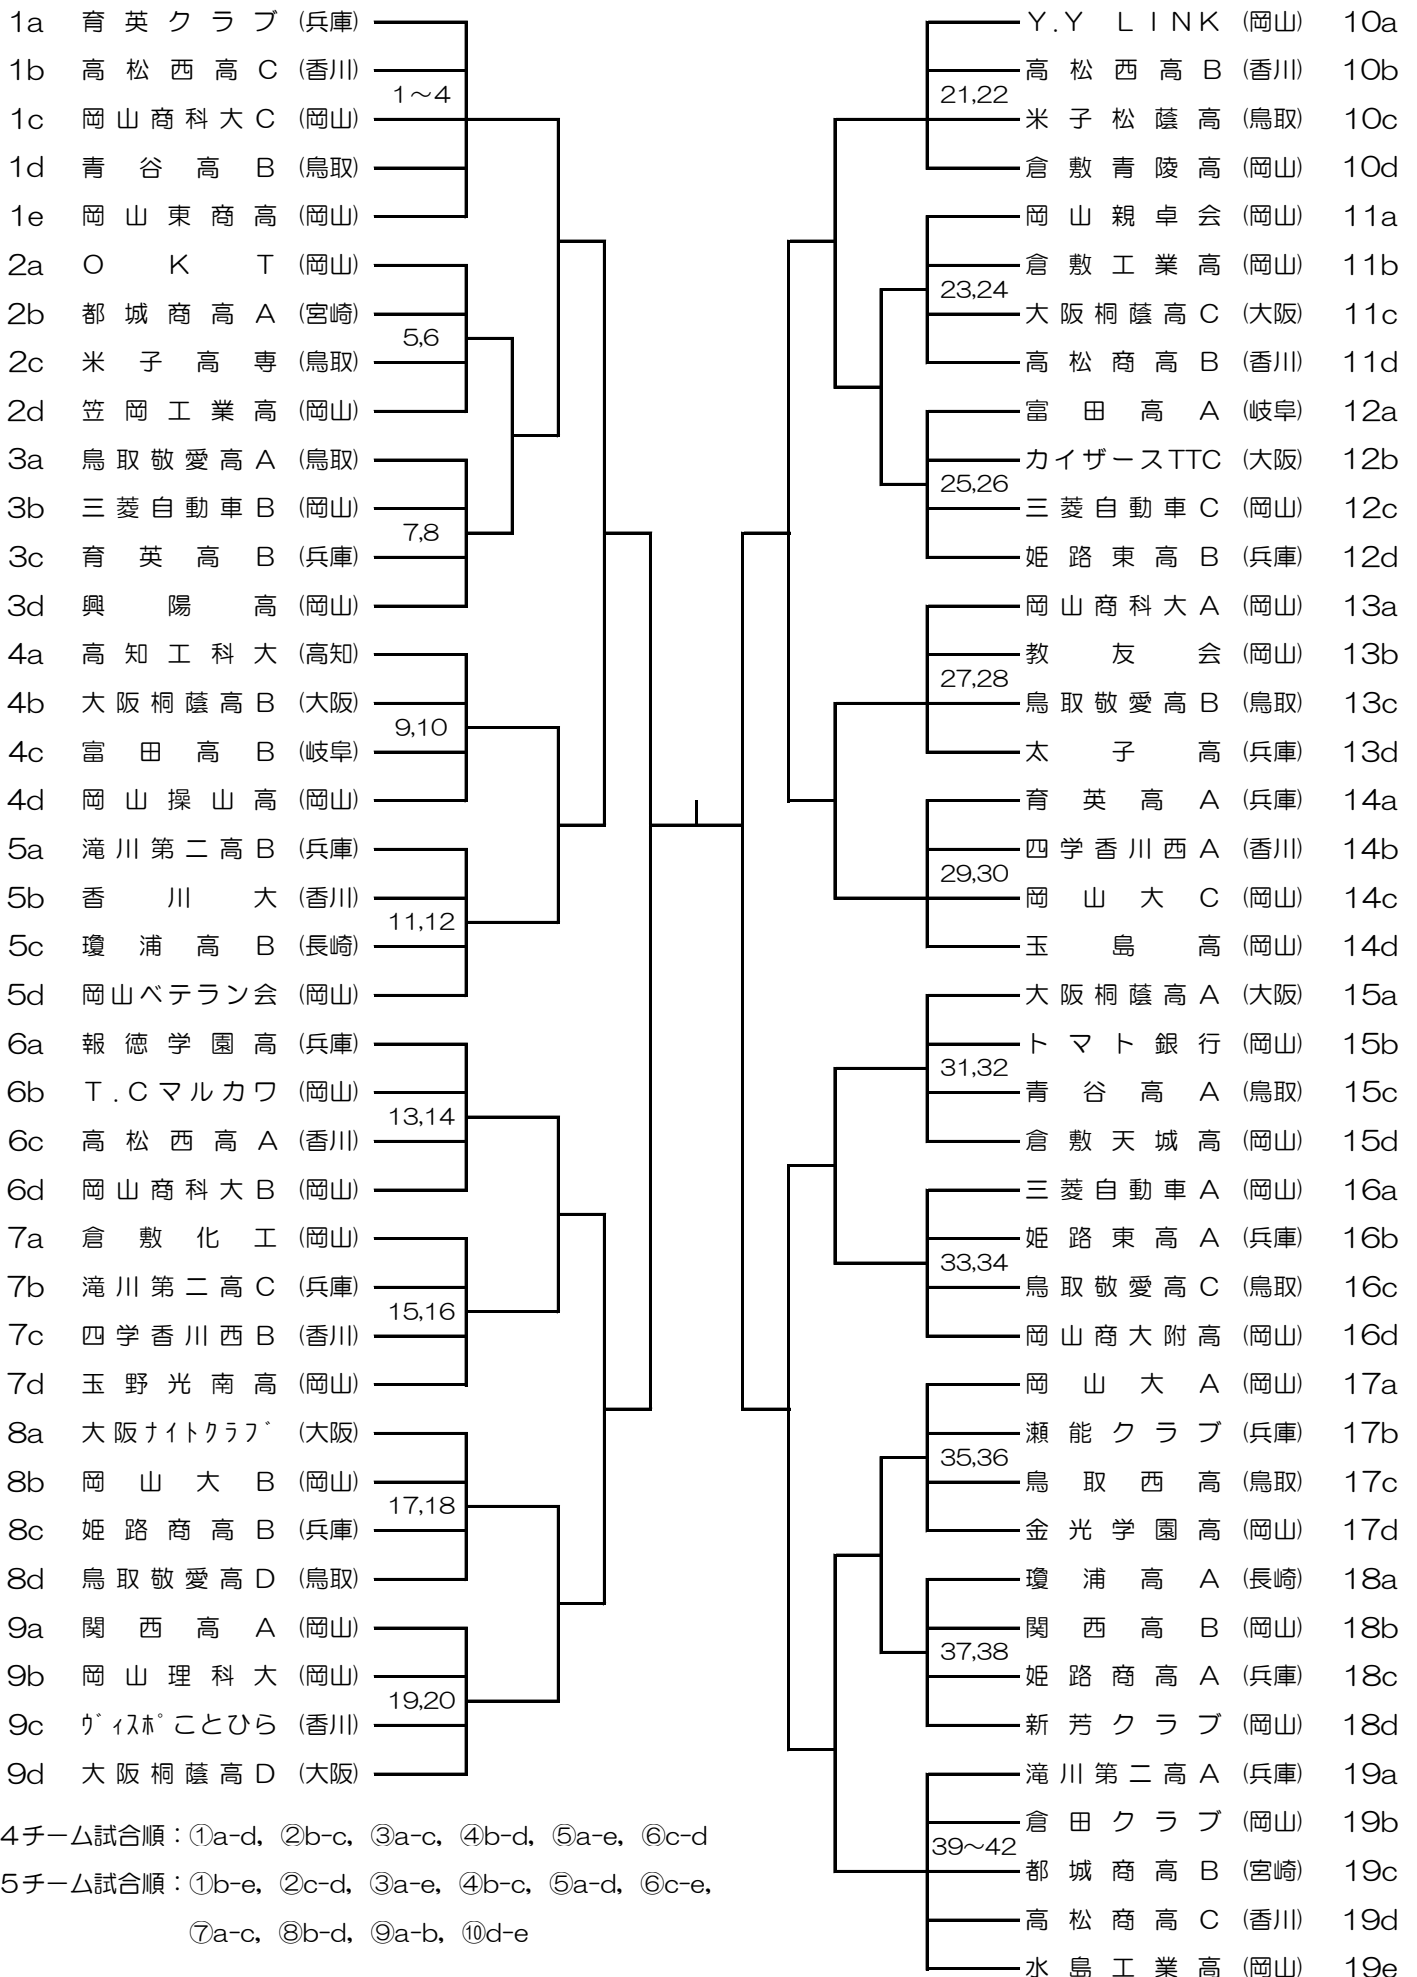 1a 育英クラブ (兵庫)
1b 高松西高C (香川)
1～4
1c 岡山商科大C (岡山)
1d 青谷高B (鳥取)
1e 岡山東商高 (岡山)
2a OKT (岡山)
2b 都城商高A (宮崎)
5,6
2c 米子高専 (鳥取)
2d 笠岡工業高 (岡山)
3a 鳥取敬愛高A (鳥取)
3b 三菱自動車B (岡山)
7,8
3c 育英高B (兵庫)
3d 興陽高 (岡山)
4a 高知工科大 (高知)
4b 大阪桐蔭高B (大阪)
9,10
4c 富田高B (岐阜)
4d 岡山操山高 (岡山)
5a 滝川第二高B (兵庫)
5b 香川大 (香川)
11,12
5c 瓊浦高B (長崎)
5d 岡山ベテラン会 (岡山)
6a 報徳学園高 (兵庫)
6b T.Cマルカワ (岡山)
13,14
6c 高松西高A (香川)
6d 岡山商科大B (岡山)
7a 倉敷化工 (岡山)
7b 滝川第二高C (兵庫)
15,16
7c 四学香川西B (香川)
7d 玉野光南高 (岡山)
8a 大阪ﾅｲﾄｸﾗﾌﾞ (大阪)
8b 岡山大B (岡山)
17,18
8c 姫路商高B (兵庫)
8d 鳥取敬愛高D (鳥取)
9a 関西高A (岡山)
9b 岡山理科大 (岡山)
19,20
9c ｳﾞｨｽﾎﾟことひら (香川)
9d 大阪桐蔭高D (大阪)
4チーム試合順：①a-d, ②b-c, ③a-c, ④b-d, ⑤a-e, ⑥c-d
5チーム試合順：①b-e, ②c-d, ③a-e, ④b-c, ⑤a-d, ⑥c-e,
⑦a-c, ⑧b-d, ⑨a-b, ⑩d-e
Y.Y LINK (岡山) 10a
高松西高B (香川) 10b
21,22
米子松蔭高 (鳥取) 10c
倉敷青陵高 (岡山) 10d
岡山親卓会 (岡山) 11a
倉敷工業高 (岡山) 11b
23,24
大阪桐蔭高C (大阪) 11c
高松商高B (香川) 11d
富田高A (岐阜) 12a
カイザースTTC (大阪) 12b
25,26
三菱自動車C (岡山) 12c
姫路東高B (兵庫) 12d
岡山商科大A (岡山) 13a
教友会 (岡山) 13b
27,28
鳥取敬愛高B (鳥取) 13c
太子高 (兵庫) 13d
育英高A (兵庫) 14a
四学香川西A (香川) 14b
29,30
岡山大C (岡山) 14c
玉島高 (岡山) 14d
大阪桐蔭高A (大阪) 15a
トマト銀行 (岡山) 15b
31,32
青谷高A (鳥取) 15c
倉敷天城高 (岡山) 15d
三菱自動車A (岡山) 16a
姫路東高A (兵庫) 16b
33,34
鳥取敬愛高C (鳥取) 16c
岡山商大附高 (岡山) 16d
岡山大A (岡山) 17a
瀬能クラブ (兵庫) 17b
35,36
鳥取西高 (鳥取) 17c
金光学園高 (岡山) 17d
瓊浦高A (長崎) 18a
関西高B (岡山) 18b
37,38
姫路商高A (兵庫) 18c
新芳クラブ (岡山) 18d
滝川第二高A (兵庫) 19a
倉田クラブ (岡山) 19b
39～42
都城商高B (宮崎) 19c
高松商高C (香川) 19d
水島工業高 (岡山) 19e